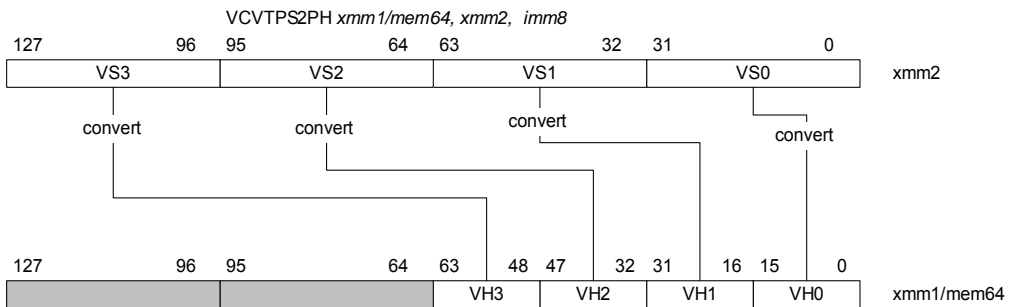 VCVTPS2PH xmm1/mem64, xmm2, imm8
127 96 95 64 63 32 31 0
VS3 VS2 VS1 VS0 xmm2
convert convert convert convert
127 96 95 64 63 48 47 32 31 16 15 0
VH3 VH2 VH1 VH0 xmm1/mem64